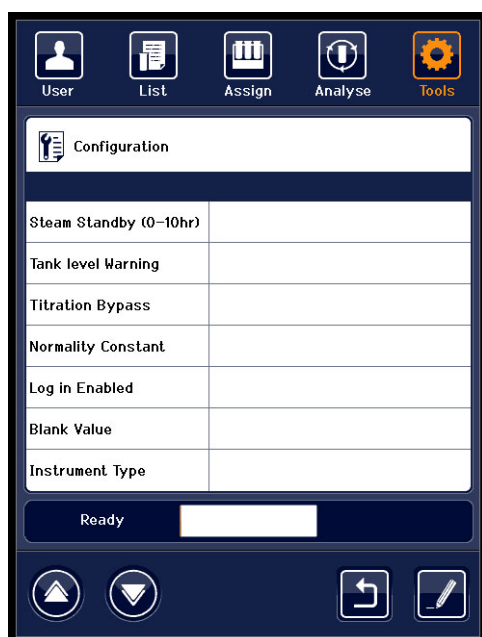 User List Assign Analyse Tools
Configuration
Steam Standby (0-10hr)
Tank level Warning
Titration Bypass
Normality Constant
Log in Enabled
Blank Value
Instrument Type
Ready